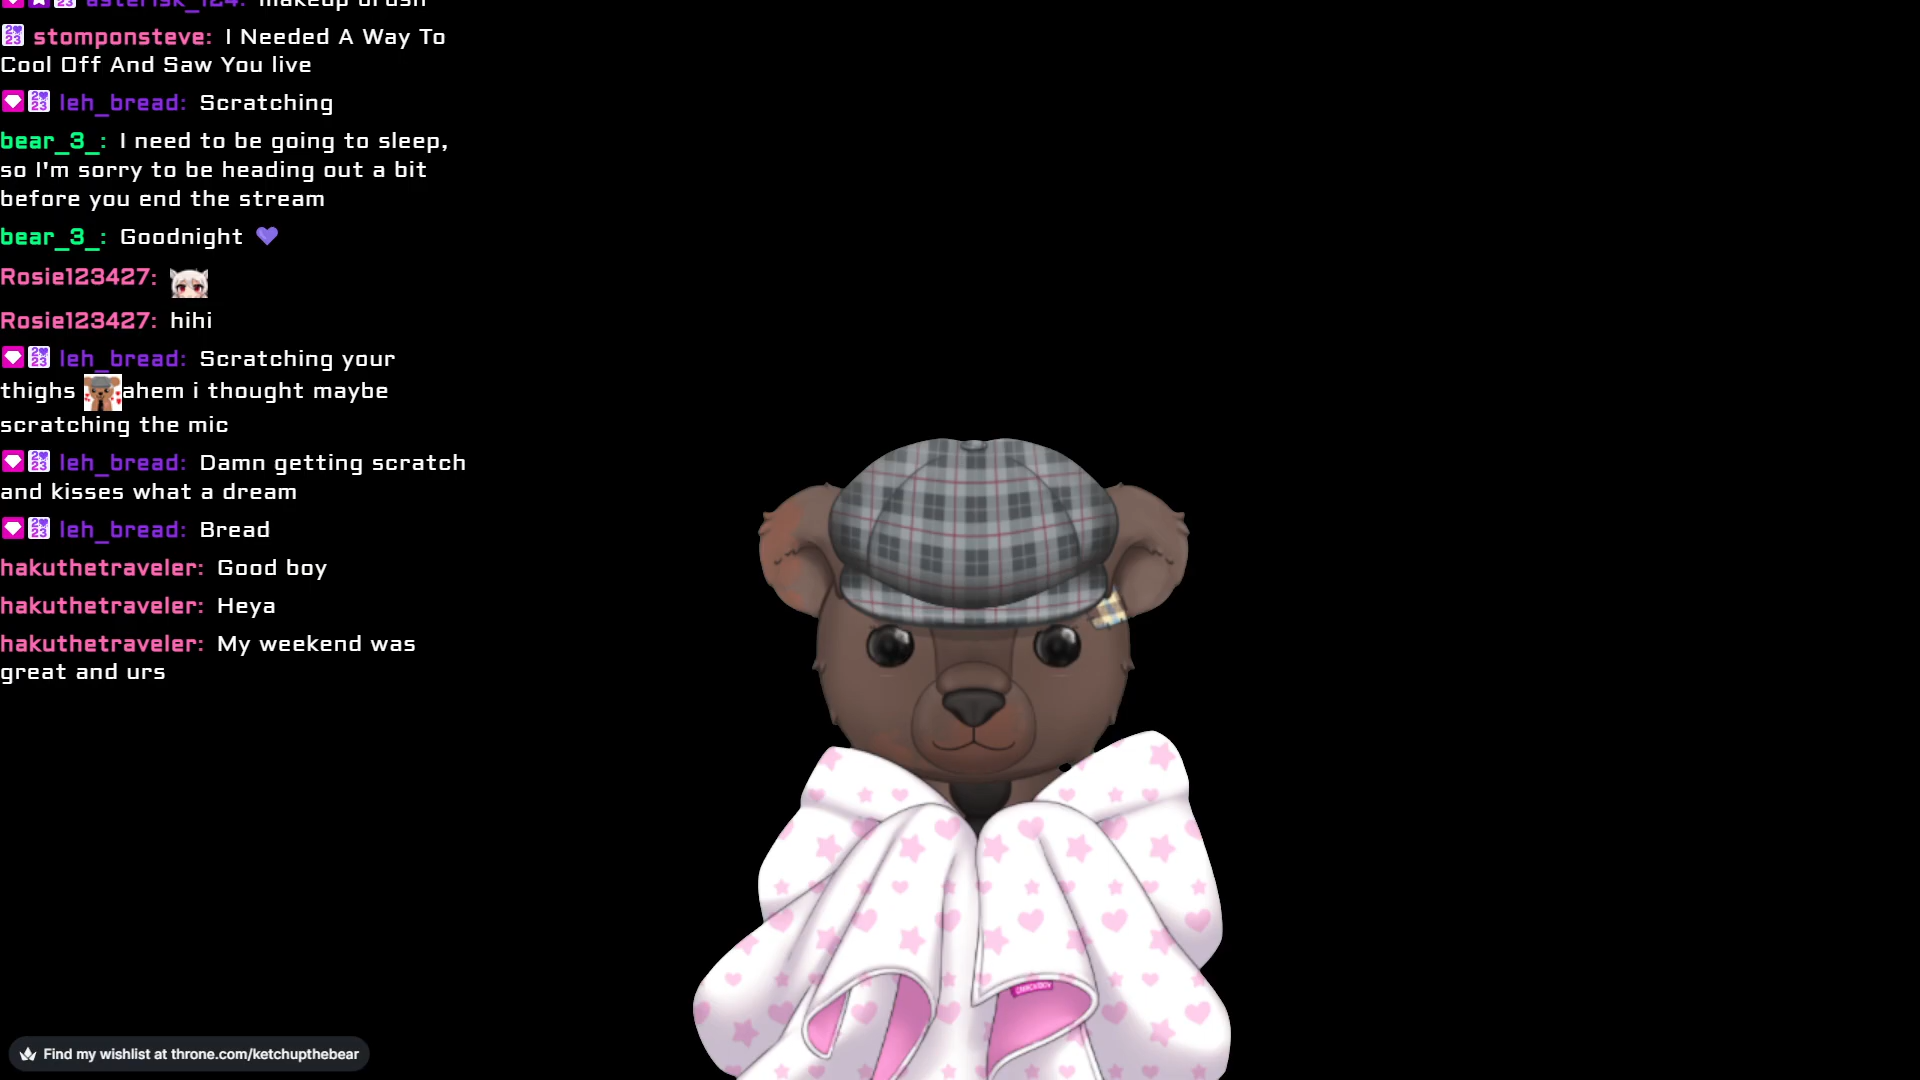 asterisk_124: makeup brush
stomponsteve: I Needed A Way To
Cool Off And Saw You live
leh_bread: Scratching
bear_3_: I need to be going to sleep,
so I'm sorry to be heading out a bit
before you end the stream
bear_3_: Goodnight 💜
Rosie123427:
Rosie123427: hihi
leh_bread: Scratching your
thighs ahem i thought maybe
scratching the mic
leh_bread: Damn getting scratch
and kisses what a dream
leh_bread: Bread
hakuthetraveler: Good boy
hakuthetraveler: Heya
hakuthetraveler: My weekend was
great and urs
Find my wishlist at throne.com/ketchupthebear